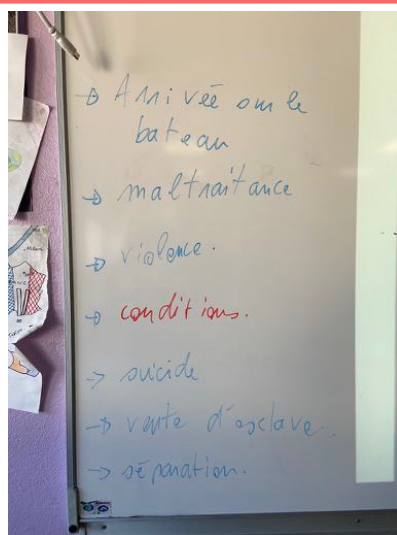 → Arrivée sur le
bateau
→ maltraitance
→ violence.
→ conditions.
→ suicide
→ vente d'esclave.
→ séparation.